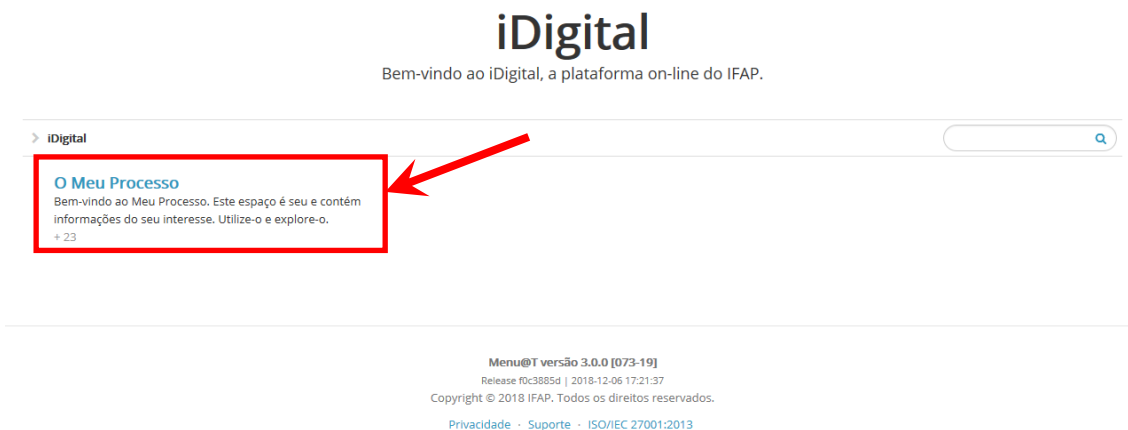 iDigital
Bem-vindo ao iDigital, a plataforma on-line do IFAP.
iDigital
O Meu Processo
Bem-vindo ao Meu Processo. Este espaço é seu e contém
informações do seu interesse. Utilize-o e explore-o.
+ 23
Menu@T versão 3.0.0 [073-19]
Release f0c3885d | 2018-12-06 17:21:37
Copyright © 2018 IFAP. Todos os direitos reservados.
Privacidade · Suporte · ISO/IEC 27001:2013